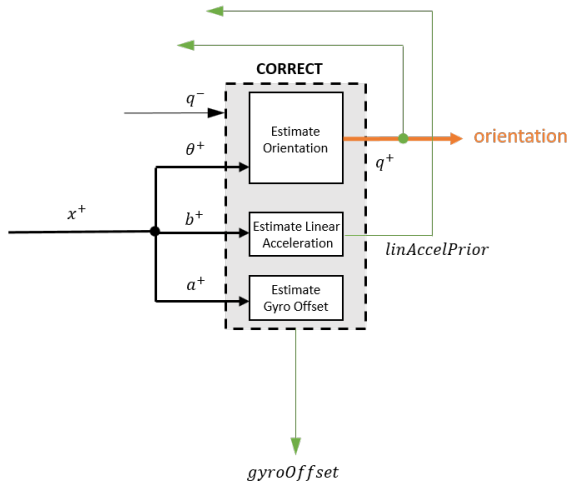 CORRECT
q⁻
Estimate
Orientation
orientation
θ⁺
q⁺
x⁺
b⁺
Estimate Linear
Acceleration
linAccelPrior
a⁺
Estimate
Gyro Offset
gyroOffset